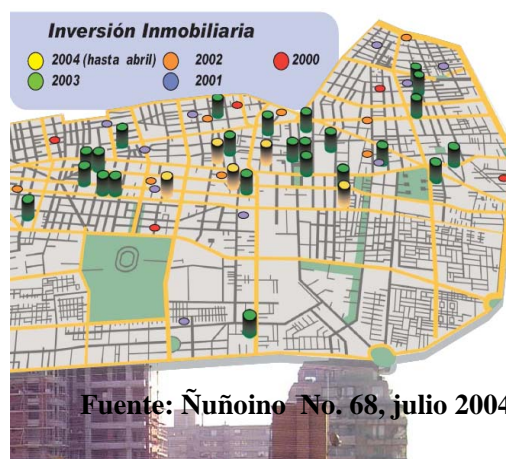 Inversión Inmobiliaria
2004 (hasta abril) 2002 2000
2003 2001
Fuente: Ñuñoino No. 68, julio 2004